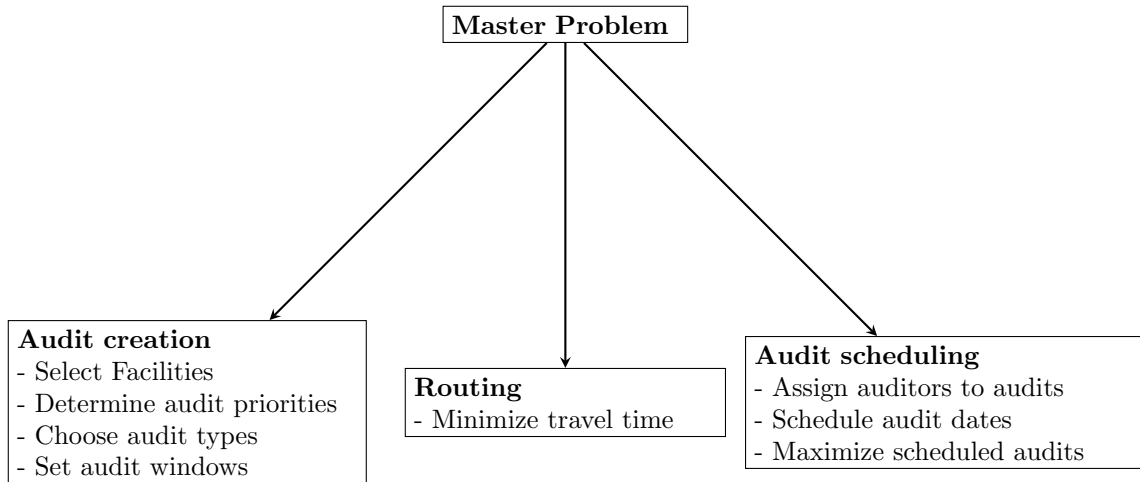 Master Problem
Audit creation
- Select Facilities
- Determine audit priorities
- Choose audit types
- Set audit windows
Routing
- Minimize travel time
Audit scheduling
- Assign auditors to audits
- Schedule audit dates
- Maximize scheduled audits